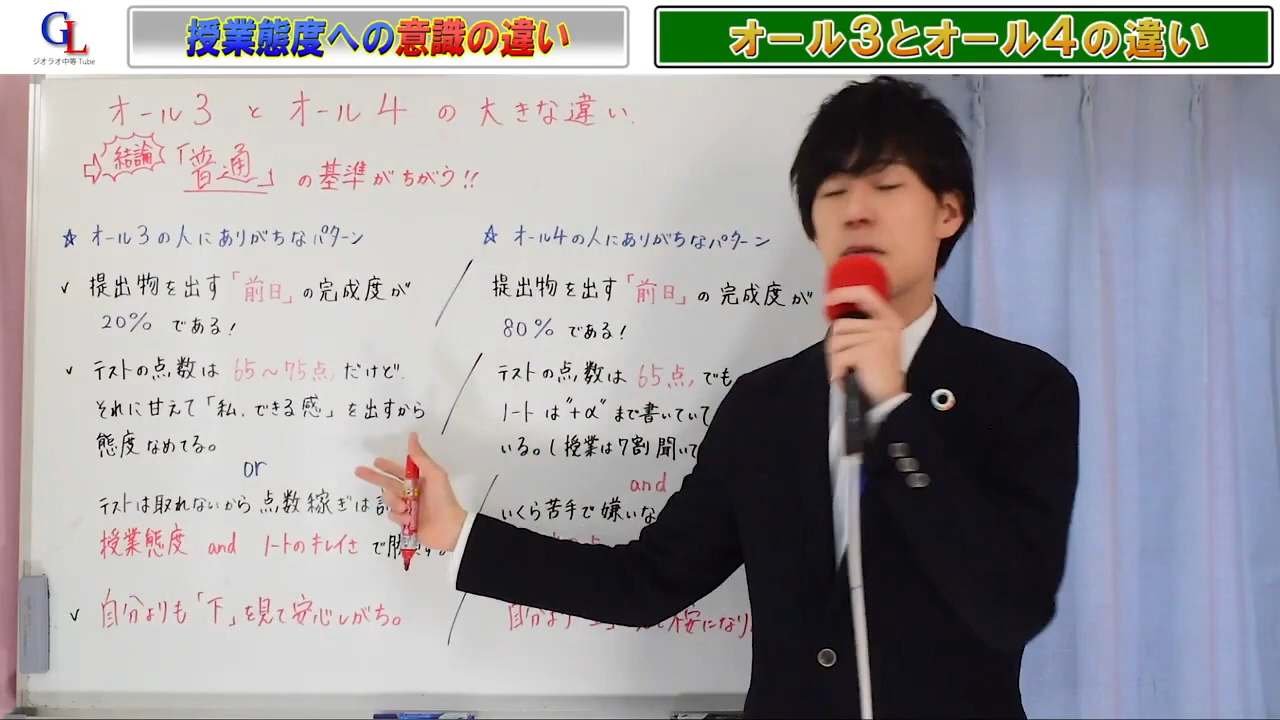 GL
ジオラオ中等Tube
授業態度への意識の違い
オール3とオール4の違い
オール3 と オール4 の大きな違い.
⇨ 結論 「普通」の基準がちがう!!
☆ オール3の人にありがちなパターン
✓ 提出物を出す「前日」の完成度が
20% である!
✓ テストの点数は 65〜75点, だけど.
それに甘えて「私,できる感」を出すから
態度なめてる。
or
テストは取れないから点数稼ぎは
授業態度 and ノートのキレイさ で
✓ 自分よりも「下」を見て安心しがち。
☆ オール4の人にありがちなパターン
提出物を出す「前日」の完成度が
80% である!
テストの点数は 65点, でも
ノートは"+α"まで書いていて
いる。(授業は7割聞いて
and
いくら苦手で嫌いな
自分より
になり